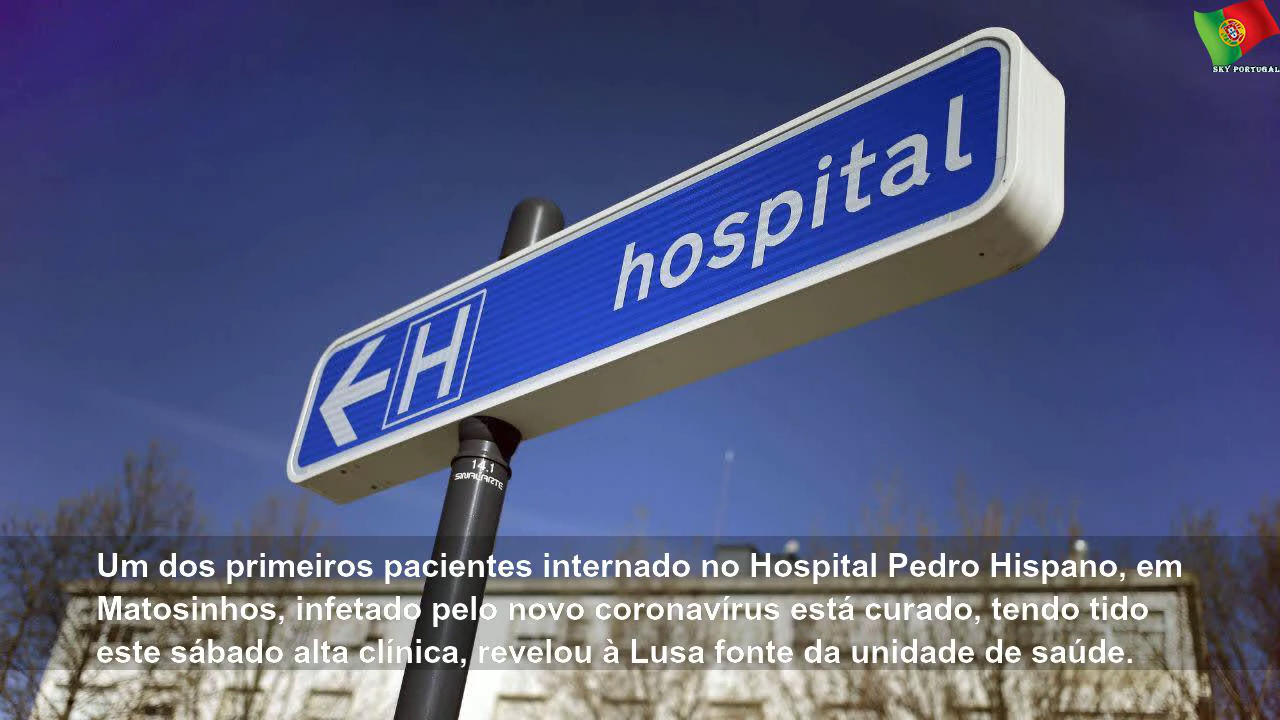 SKY PORTUGAL
hospital
H
14.1
SINALARTE
Um dos primeiros pacientes internado no Hospital Pedro Hispano, em
Matosinhos, infetado pelo novo coronavírus está curado, tendo tido
este sábado alta clínica, revelou à Lusa fonte da unidade de saúde.